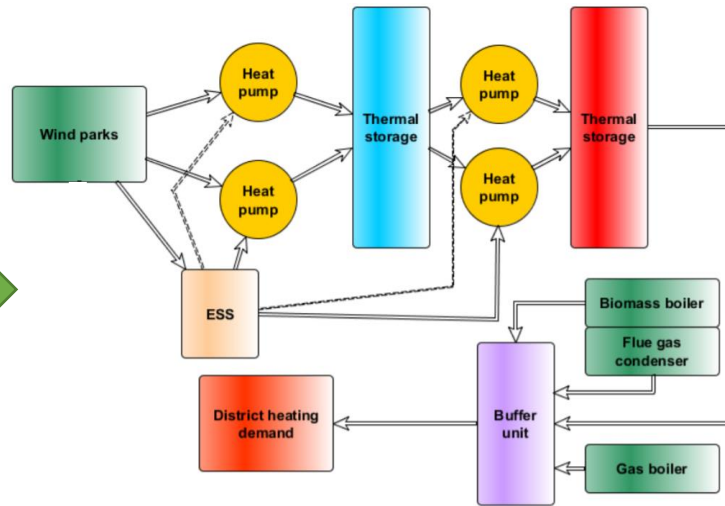 Heat
pump
Wind parks
Heat
pump
Thermal
storage
Heat
pump
Heat
pump
Thermal
storage
ESS
Biomass boiler
Flue gas
condenser
District heating
demand
Buffer
unit
Gas boiler